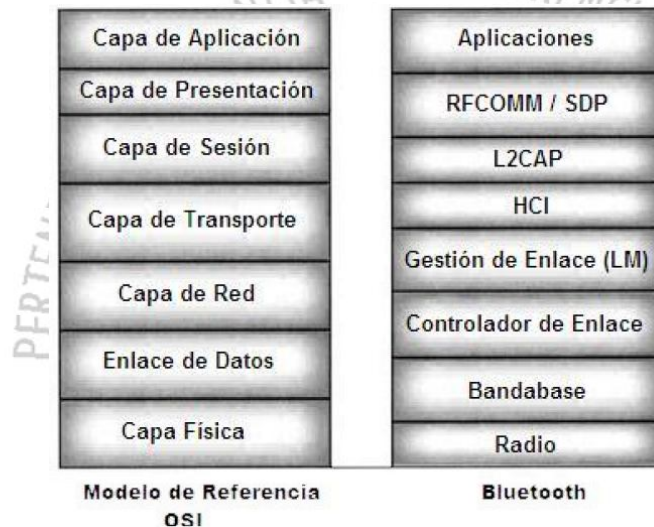 Capa de Aplicación
Capa de Presentación
Capa de Sesión
Capa de Transporte
Capa de Red
Enlace de Datos
Capa Física
Modelo de Referencia
OSI
Aplicaciones
RFCOMM / SDP
L2CAP
HCI
Gestión de Enlace (LM)
Controlador de Enlace
Bandabase
Radio
Bluetooth